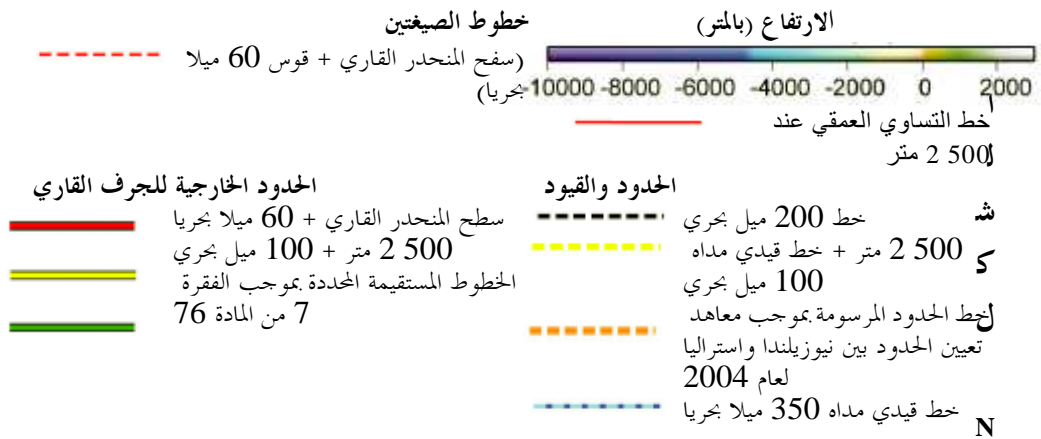 الارتفاع (بالمتر)
-10000 -8000 -6000 -4000 -2000 0 2000
خط التساوي العمقي عند
2 500 متر
خطوط الصيغتين
(سفح المنحدر القاري + قوس 60 ميلا
بحريا)
الحدود والقيود
خط 200 ميل بحري
2 500 متر + خط قيدي مداه
100 ميل بحري
خط الحدود المرسومة بموجب معاهد
تعيين الحدود بين نيوزيلندا واستراليا
لعام 2004
خط قيدي مداه 350 ميلا بحريا
الحدود الخارجية للجرف القاري
سطح المنحدر القاري + 60 ميلا بحريا
2 500 متر + 100 ميل بحري
الخطوط المستقيمة المحددة بموجب الفقرة
7 من المادة 76
ا
ل
شـ
كـ
ل
N